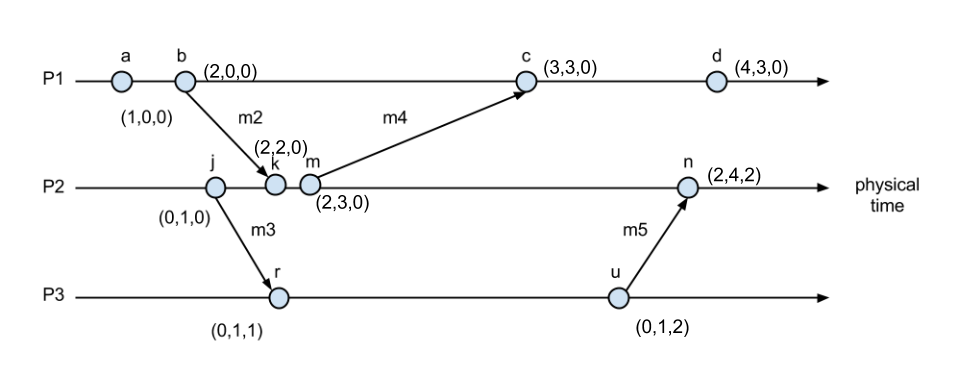 a b c d
P1 (2,0,0) (3,3,0) (4,3,0)
(1,0,0) m2 m4
(2,2,0)
j k m n
P2 (2,4,2) physical
time
(0,1,0) (2,3,0)
m3 m5
r u
P3
(0,1,1) (0,1,2)